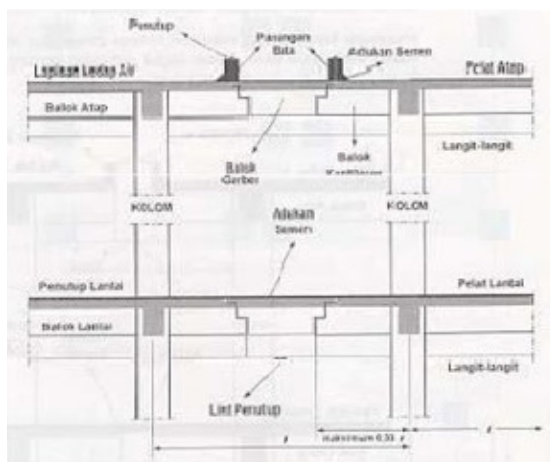 Penutup
Pasangan
Bata
Adukan Semen
Lapisan Kedap Air
Pelat Atap
Balok Atap
Langit-langit
Balok
Gerber
Balok
KOLOM
KOLOM
Adukan
Semen
Penutup Lantai
Pelat Lantai
Balok Lantai
Langit-langit
List Penutup
maksimum 0,33